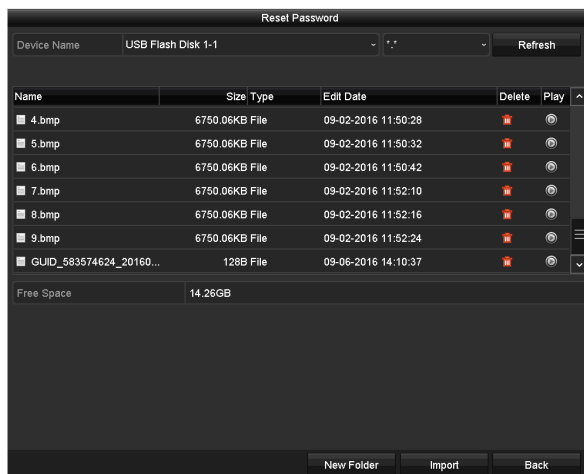 Reset Password
Device Name USB Flash Disk 1-1 *.* Refresh
Name Size Type Edit Date Delete Play
4.bmp 6750.06KB File 09-02-2016 11:50:28
5.bmp 6750.06KB File 09-02-2016 11:50:32
6.bmp 6750.06KB File 09-02-2016 11:50:42
7.bmp 6750.06KB File 09-02-2016 11:52:10
8.bmp 6750.06KB File 09-02-2016 11:52:16
9.bmp 6750.06KB File 09-02-2016 11:52:24
GUID_583574624_20160... 128B File 09-06-2016 14:10:37
Free Space 14.26GB
New Folder Import Back